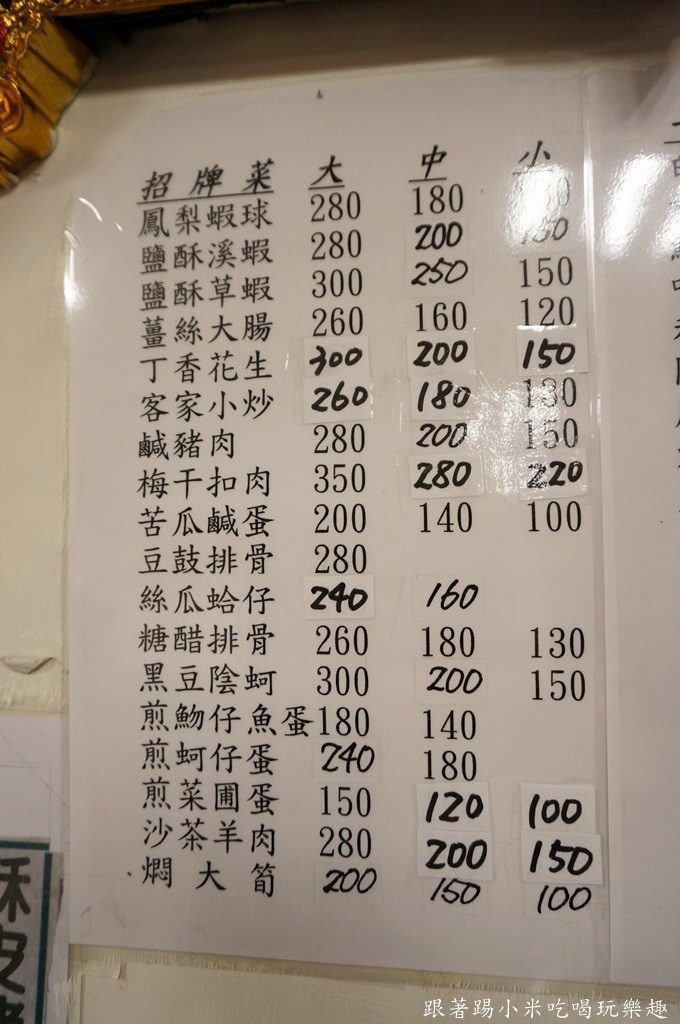 招牌菜 大 中 小
鳳梨蝦球 280 180
鹽酥溪蝦 280 200
鹽酥草蝦 300 250 150
薑絲大腸 260 160 120
丁香花生 300 200 150
客家小炒 260 180 130
鹹豬肉 280 200 150
梅干扣肉 350 280 220
苦瓜鹹蛋 200 140 100
豆鼓排骨 280
絲瓜蛤仔 240 160
糖醋排骨 260 180 130
黑豆陰蚵 300 200 150
煎魩仔魚蛋 180 140
煎蚵仔蛋 240 180
煎菜圃蛋 150 120 100
沙茶羊肉 280 200 150
燜大筍 200 150 100
酥皮
跟著踢小米吃喝玩樂趣